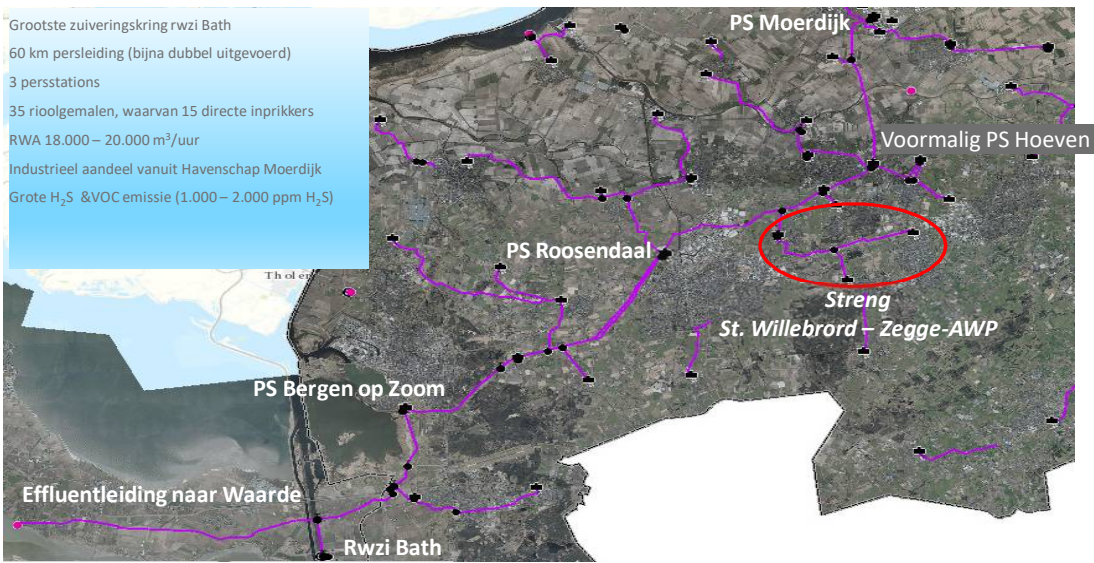 Grootste zuiveringskring rwzi Bath
60 km persleiding (bijna dubbel uitgevoerd)
3 persstations
35 rioolgemalen, waarvan 15 directe inprikkers
RWA 18.000 – 20.000 m³/uur
Industrieel aandeel vanuit Havenschap Moerdijk
Grote H₂S &VOC emissie (1.000 – 2.000 ppm H₂S)
PS Moerdijk
Voormalig PS Hoeven
PS Roosendaal
Tholen
Streng
St. Willebrord – Zegge-AWP
PS Bergen op Zoom
Effluentleiding naar Waarde
Rwzi Bath